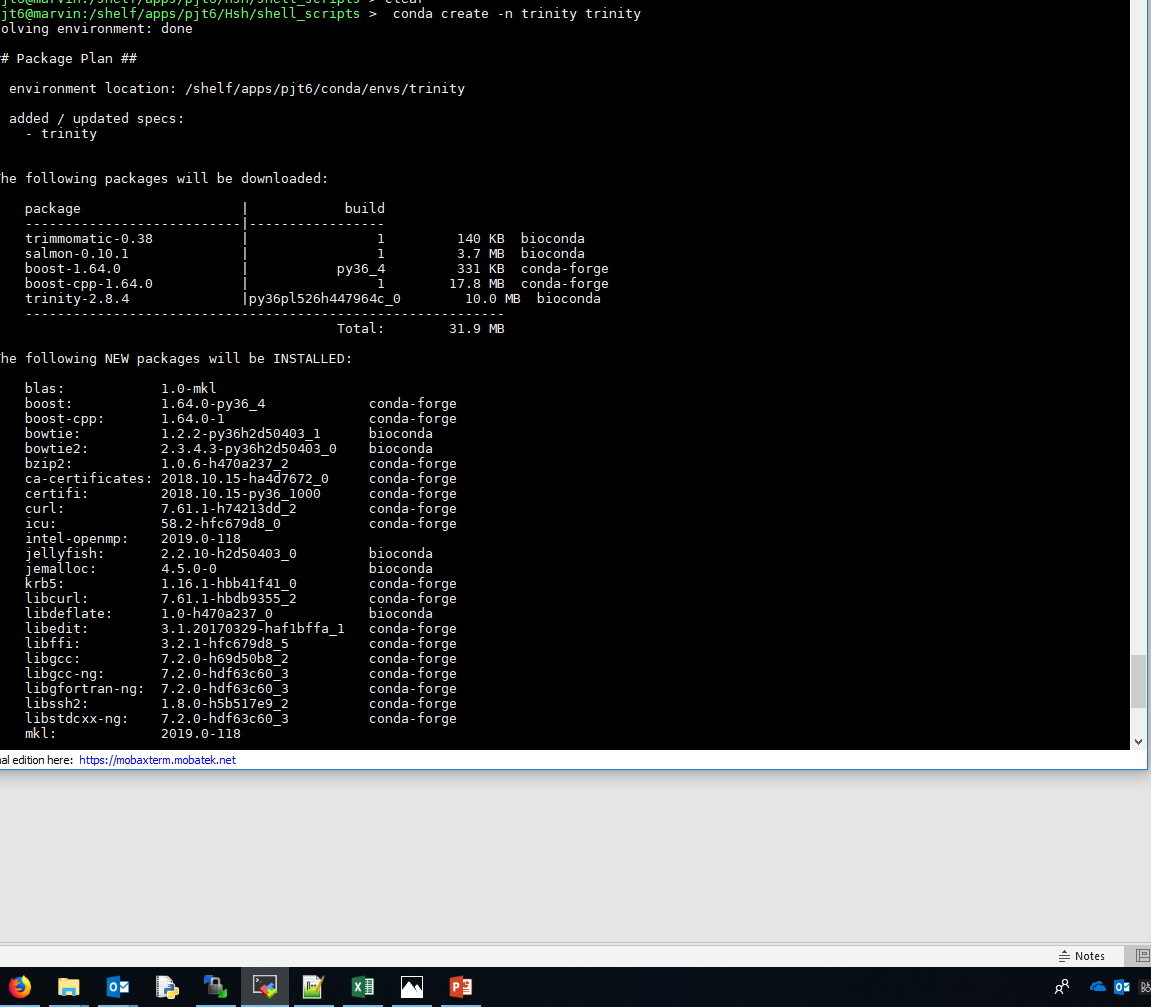 jt6@marvin:/shelf/apps/pjt6/Hsh/shell_scripts > clear
jt6@marvin:/shelf/apps/pjt6/Hsh/shell_scripts >  conda create -n trinity trinity
olving environment: done
# Package Plan ##
environment location: /shelf/apps/pjt6/conda/envs/trinity
added / updated specs:
- trinity
he following packages will be downloaded:
package | build
---------------------------|-----------------
trimmomatic-0.38 | 1 140 KB bioconda
salmon-0.10.1 | 1 3.7 MB bioconda
boost-1.64.0 | py36_4 331 KB conda-forge
boost-cpp-1.64.0 | 1 17.8 MB conda-forge
trinity-2.8.4 |py36pl526h447964c_0 10.0 MB bioconda
------------------------------------------------------------
Total: 31.9 MB
he following NEW packages will be INSTALLED:
blas: 1.0-mkl
boost: 1.64.0-py36_4 conda-forge
boost-cpp: 1.64.0-1 conda-forge
bowtie: 1.2.2-py36h2d50403_1 bioconda
bowtie2: 2.3.4.3-py36h2d50403_0 bioconda
bzip2: 1.0.6-h470a237_2 conda-forge
ca-certificates: 2018.10.15-ha4d7672_0 conda-forge
certifi: 2018.10.15-py36_1000 conda-forge
curl: 7.61.1-h74213dd_2 conda-forge
icu: 58.2-hfc679d8_0 conda-forge
intel-openmp: 2019.0-118
jellyfish: 2.2.10-h2d50403_0 bioconda
jemalloc: 4.5.0-0 bioconda
krb5: 1.16.1-hbb41f41_0 conda-forge
libcurl: 7.61.1-hbdb9355_2 conda-forge
libdeflate: 1.0-h470a237_0 bioconda
libedit: 3.1.20170329-haf1bffa_1 conda-forge
libffi: 3.2.1-hfc679d8_5 conda-forge
libgcc: 7.2.0-h69d50b8_2 conda-forge
libgcc-ng: 7.2.0-hdf63c60_3 conda-forge
libgfortran-ng: 7.2.0-hdf63c60_3 conda-forge
libssh2: 1.8.0-h5b517e9_2 conda-forge
libstdcxx-ng: 7.2.0-hdf63c60_3 conda-forge
mkl: 2019.0-118
al edition here: https://mobaxterm.mobatek.net
Notes